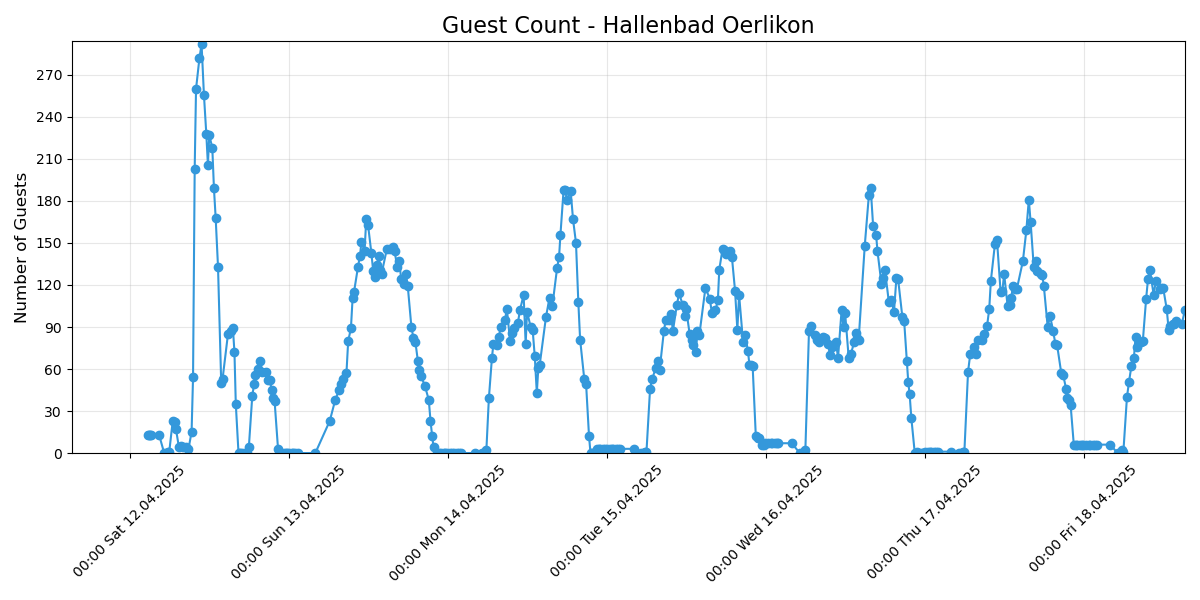 Guest Count - Hallenbad Oerlikon
Number of Guests
270
240
210
180
150
120
90
60
30
0
00:00 Sat 12.04.2025
00:00 Sun 13.04.2025
00:00 Mon 14.04.2025
00:00 Tue 15.04.2025
00:00 Wed 16.04.2025
00:00 Thu 17.04.2025
00:00 Fri 18.04.2025